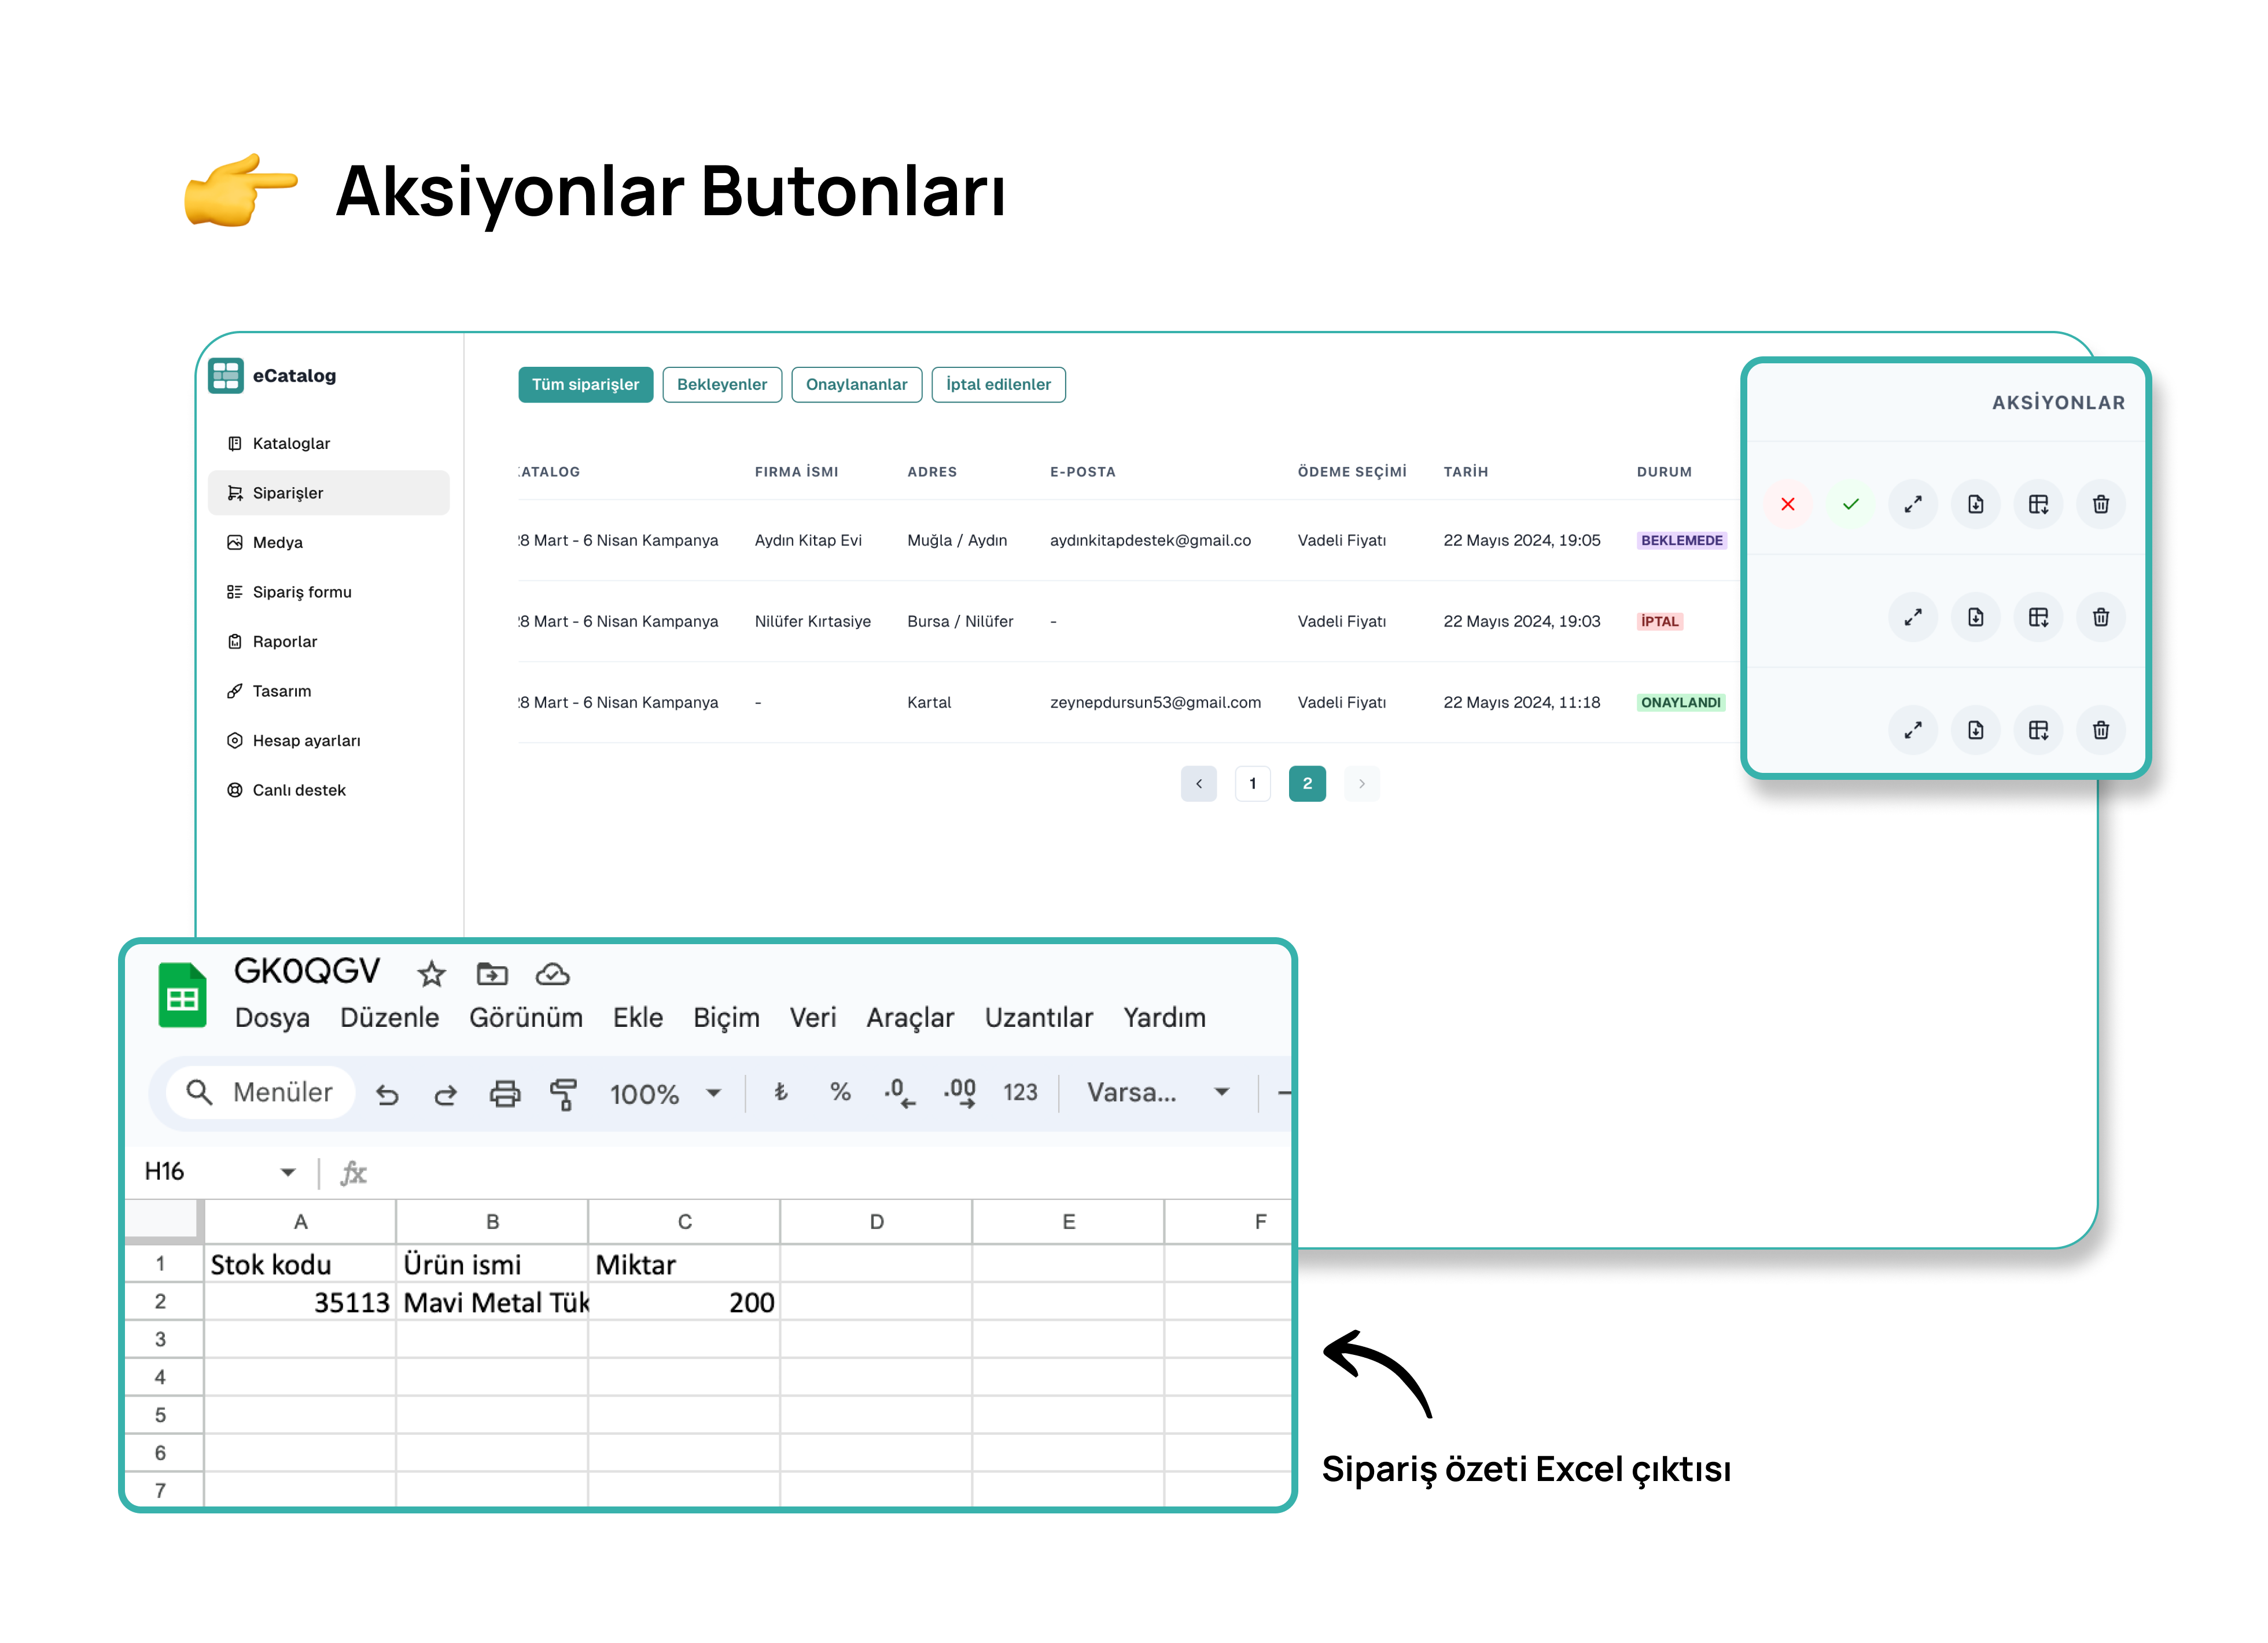 Aksiyonlar Butonları
eCatalog
Kataloglar
Siparişler
Medya
Sipariş formu
Raporlar
Tasarım
Hesap ayarları
Canlı destek
Tüm siparişler Bekleyenler Onaylananlar İptal edilenler
ATALOG FIRMA İSMI ADRES E-POSTA ÖDEME SEÇİMİ TARİH DURUM AKSİYONLAR
8 Mart - 6 Nisan Kampanya Aydın Kitap Evi Muğla / Aydın aydınkitapdestek@gmail.co Vadeli Fiyatı 22 Mayıs 2024, 19:05 BEKLEMEDE
8 Mart - 6 Nisan Kampanya Nilüfer Kırtasiye Bursa / Nilüfer - Vadeli Fiyatı 22 Mayıs 2024, 19:03 İPTAL
8 Mart - 6 Nisan Kampanya - Kartal zeynepdursun53@gmail.com Vadeli Fiyatı 22 Mayıs 2024, 11:18 ONAYLANDI
1 2
GK0QGV
Dosya Düzenle Görünüm Ekle Biçim Veri Araçlar Uzantılar Yardım
Menüler 100% ₺ % .0 .00 123 Varsa...
H16 fx
A B C D E F
1 Stok kodu Ürün ismi Miktar
2 35113 Mavi Metal Tük 200
3
4
5
6
7
Sipariş özeti Excel çıktısı